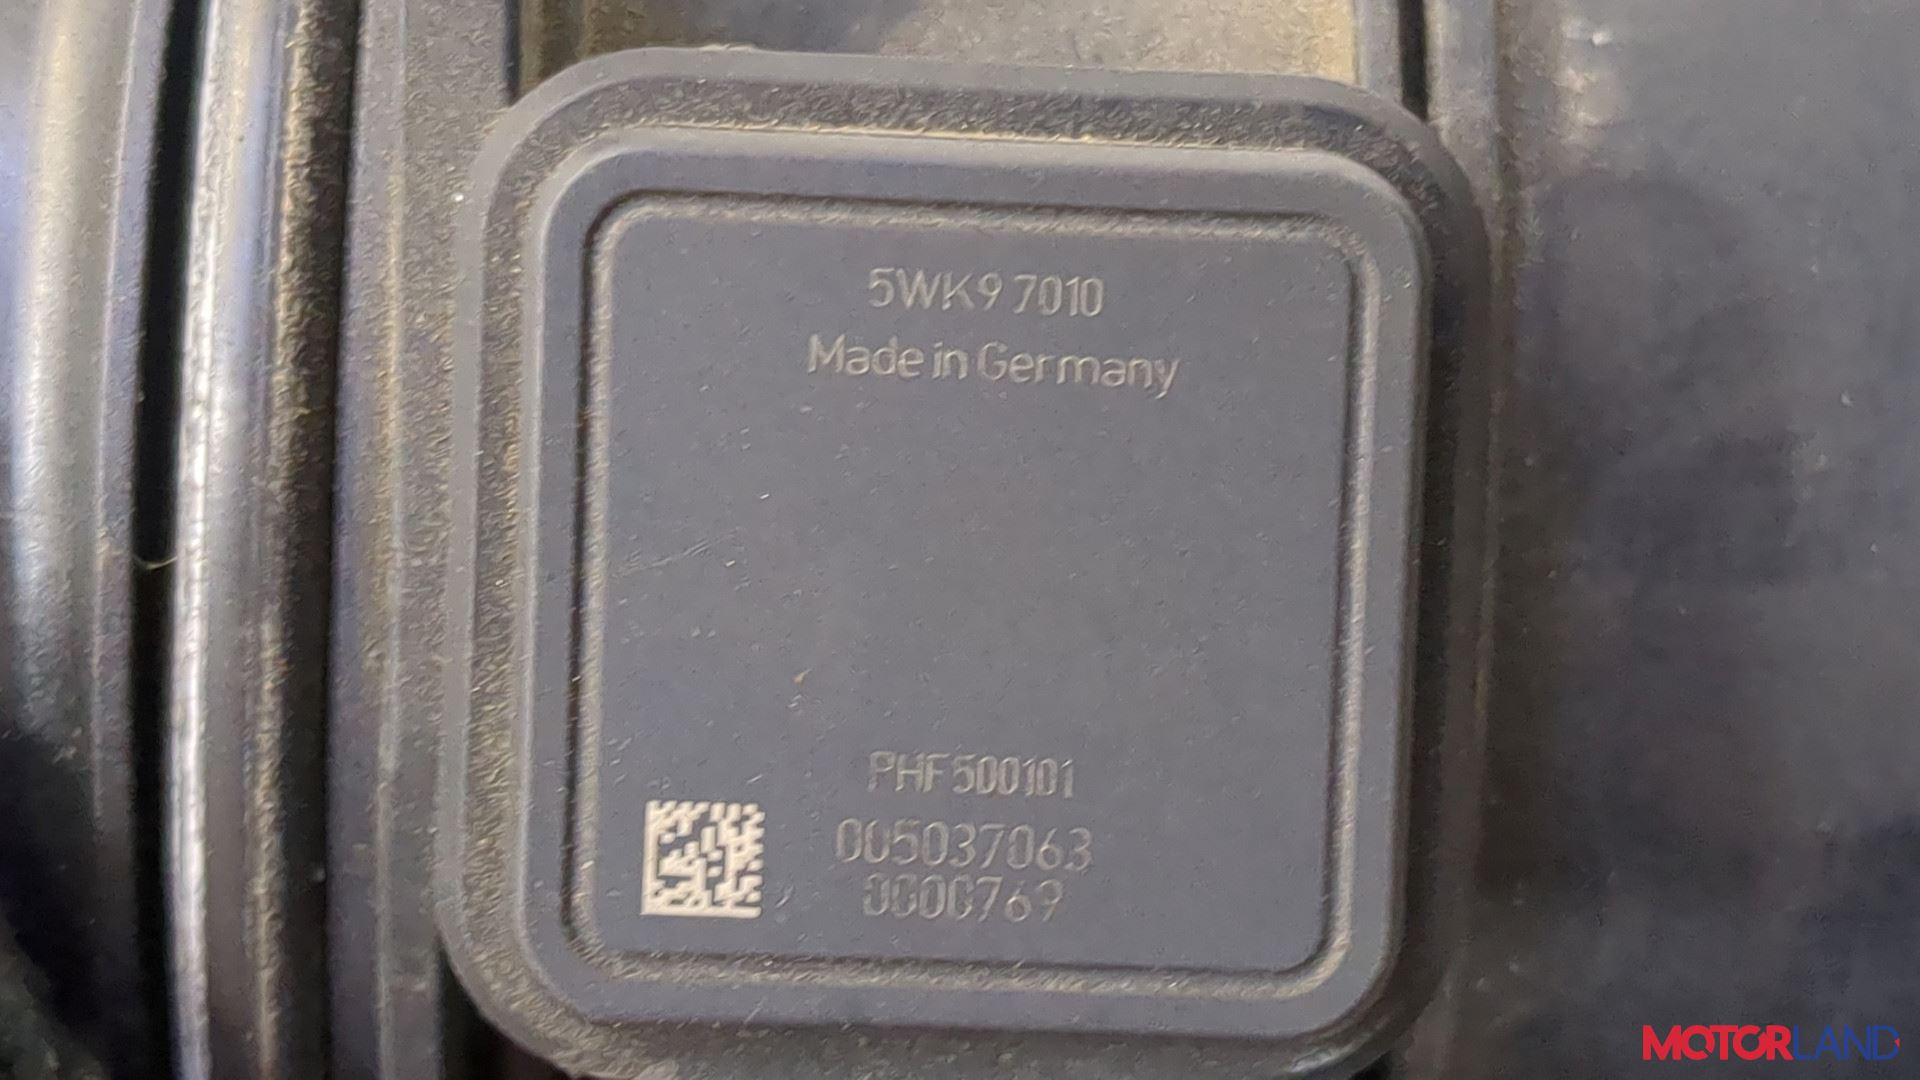 5WK9 7010
Made in Germany
PHF500101
005037063
0000769
MOTORLAND